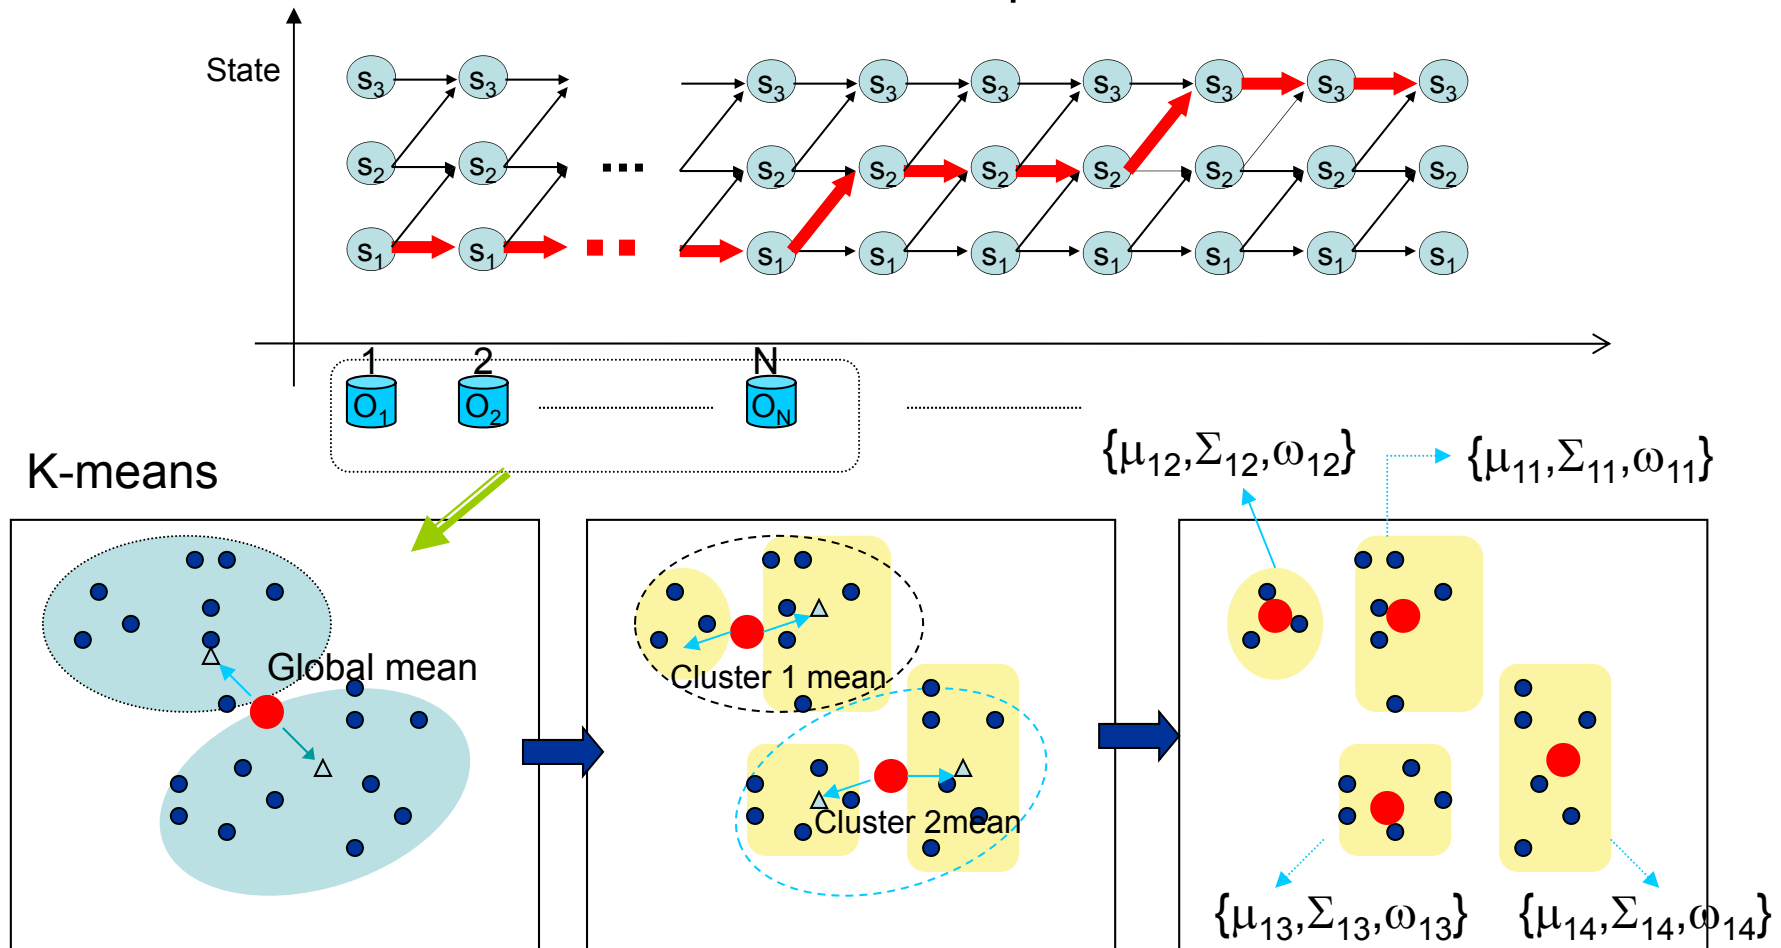 State
s3 s3 s3 s3 s3 s3 s3 s3 s3
s2 s2 ... s2 s2 s2 s2 s2 s2 s2
s1 s1 s1 s1 s1 s1 s1 s1 s1
1 2 N
O1 O2 ON
K-means
{μ12,Σ12,ω12} {μ11,Σ11,ω11}
Global mean
Cluster 1 mean
Cluster 2mean
{μ13,Σ13,ω13} {μ14,Σ14,ω14}